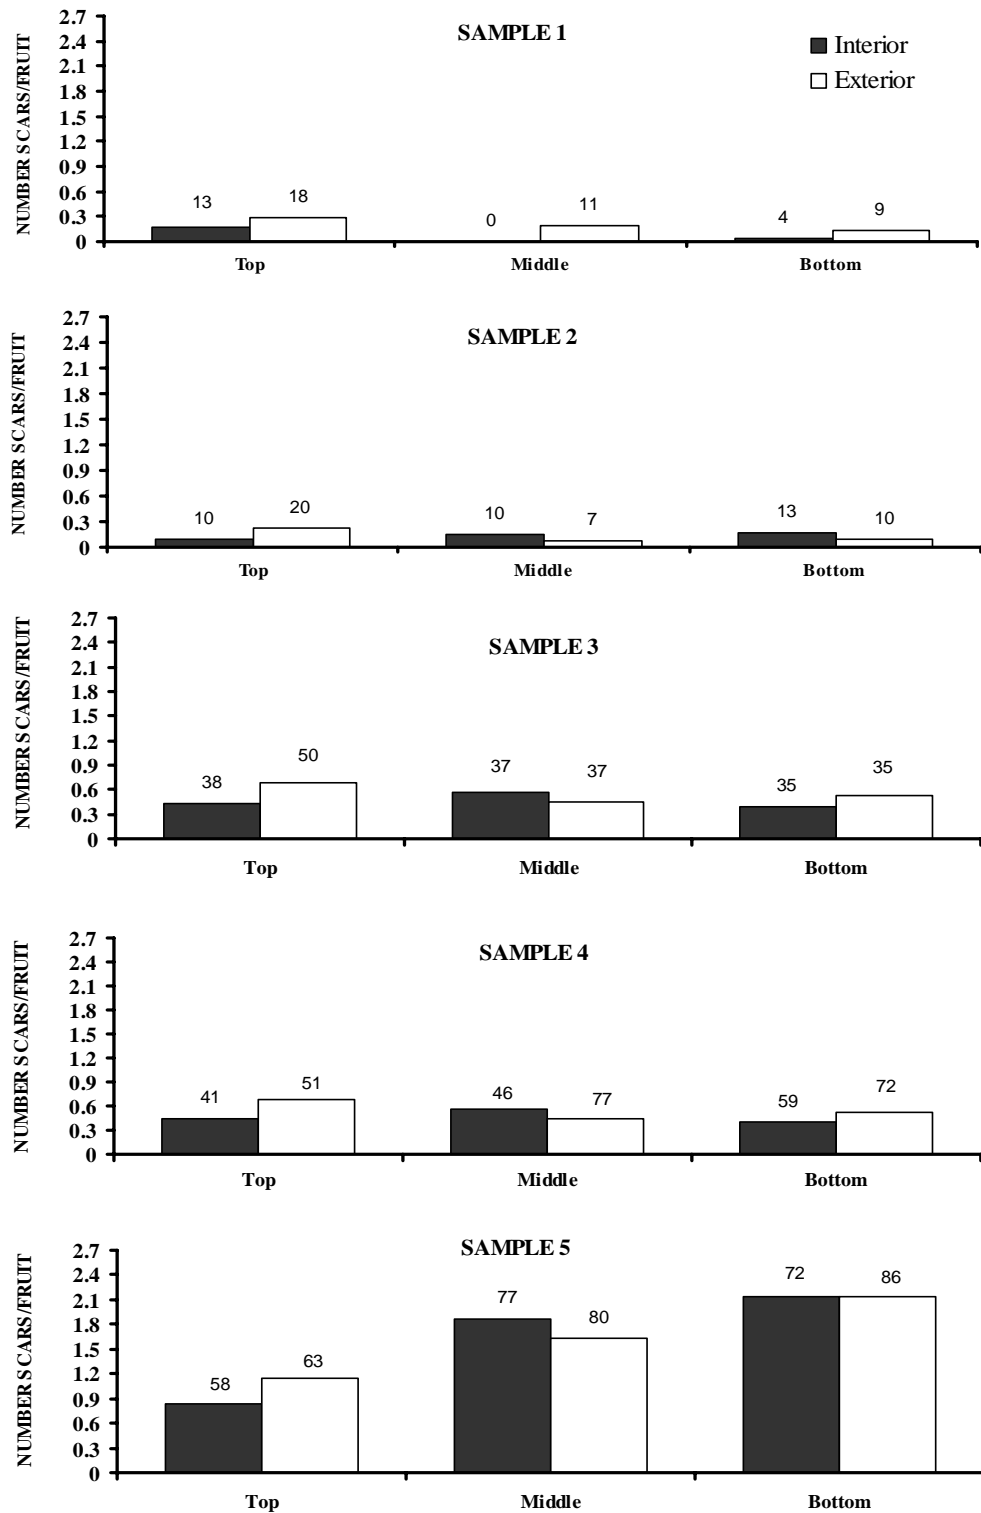 SAMPLE 1
Interior
Exterior
NUMBER SCARS/FRUIT
2.7
2.4
2.1
1.8
1.5
1.2
0.9
0.6
0.3
0
13 18 0 11 4 9
Top Middle Bottom
SAMPLE 2
NUMBER SCARS/FRUIT
2.7
2.4
2.1
1.8
1.5
1.2
0.9
0.6
0.3
0
10 20 10 7 13 10
Top Middle Bottom
SAMPLE 3
NUMBER SCARS/FRUIT
2.7
2.4
2.1
1.8
1.5
1.2
0.9
0.6
0.3
0
38 50 37 37 35 35
Top Middle Bottom
SAMPLE 4
NUMBER SCARS/FRUIT
2.7
2.4
2.1
1.8
1.5
1.2
0.9
0.6
0.3
0
41 51 46 77 59 72
Top Middle Bottom
SAMPLE 5
NUMBER SCARS/FRUIT
2.7
2.4
2.1
1.8
1.5
1.2
0.9
0.6
0.3
0
58 63 77 80 72 86
Top Middle Bottom